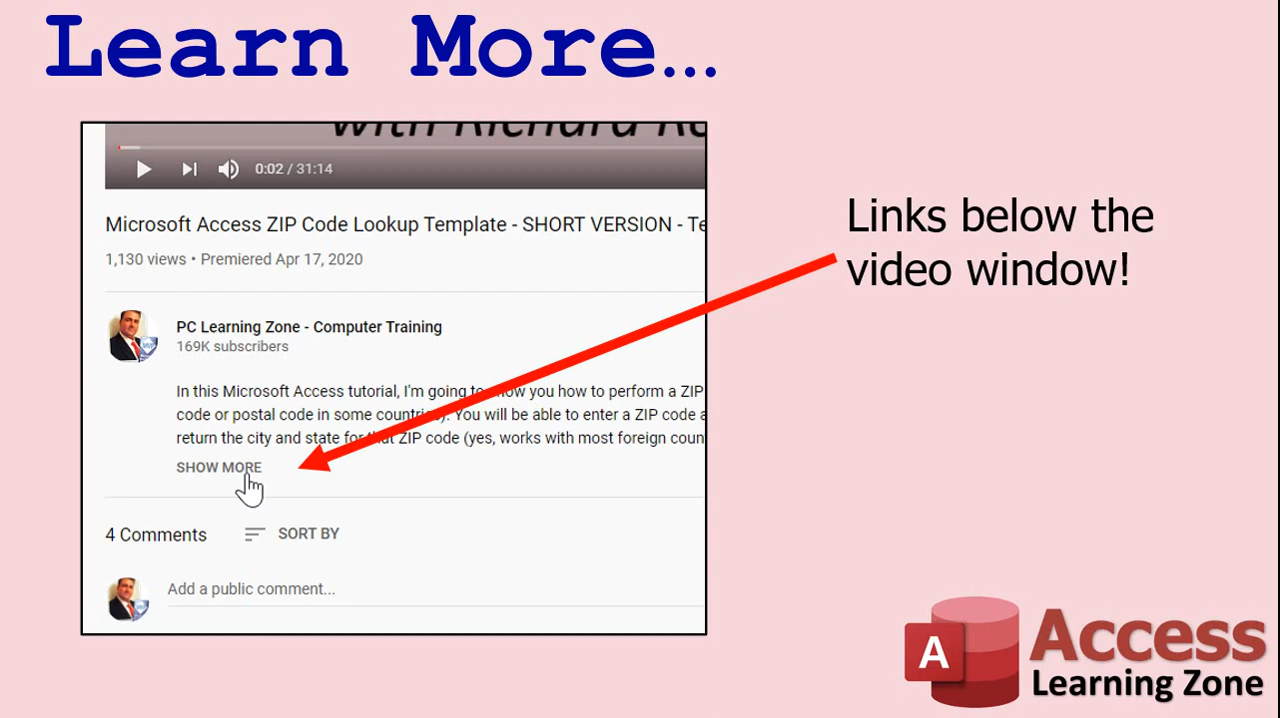 Learn More...
with Richard
0:02 / 31:14
Microsoft Access ZIP Code Lookup Template - SHORT VERSION - Te
1,130 views • Premiered Apr 17, 2020
PC Learning Zone - Computer Training
169K subscribers
In this Microsoft Access tutorial, I'm going to show you how to perform a ZIP
code or postal code in some countries). You will be able to enter a ZIP code a
return the city and state for that ZIP code (yes, works with most foreign coun
SHOW MORE
4 Comments
SORT BY
Add a public comment...
Links below the
video window!
A
Access
Learning Zone